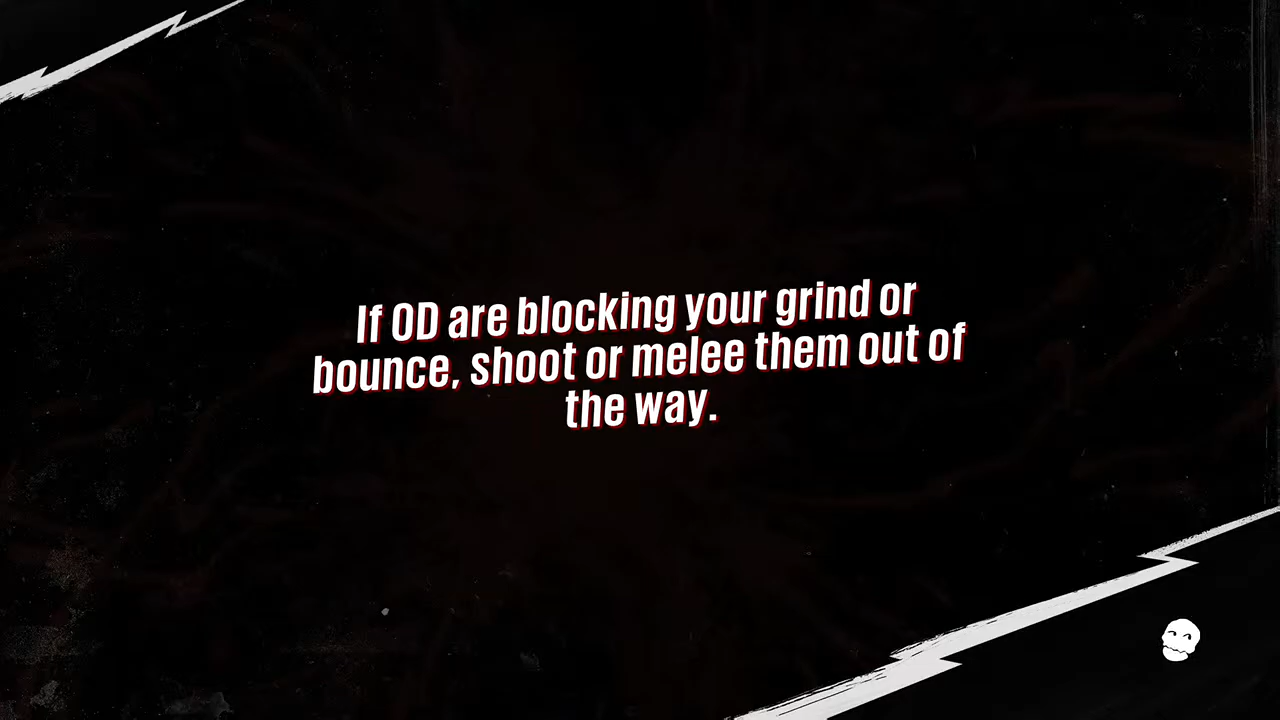 If OD are blocking your grind or
bounce, shoot or melee them out of
the way.